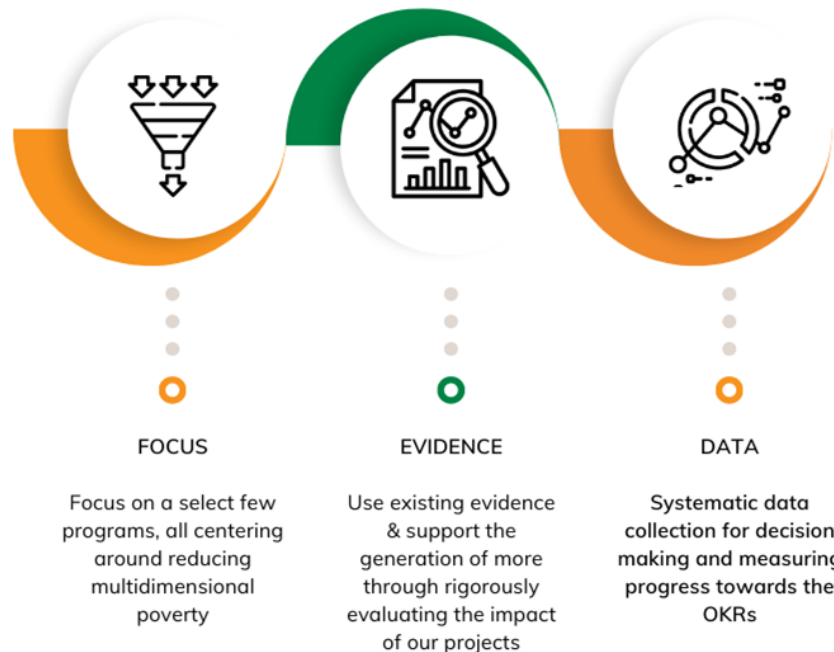 FOCUS
Focus on a select few
programs, all centering
around reducing
multidimensional
poverty
EVIDENCE
Use existing evidence
& support the
generation of more
through rigorously
evaluating the impact
of our projects
DATA
Systematic data
collection for decision
making and measuring
progress towards the
OKRs